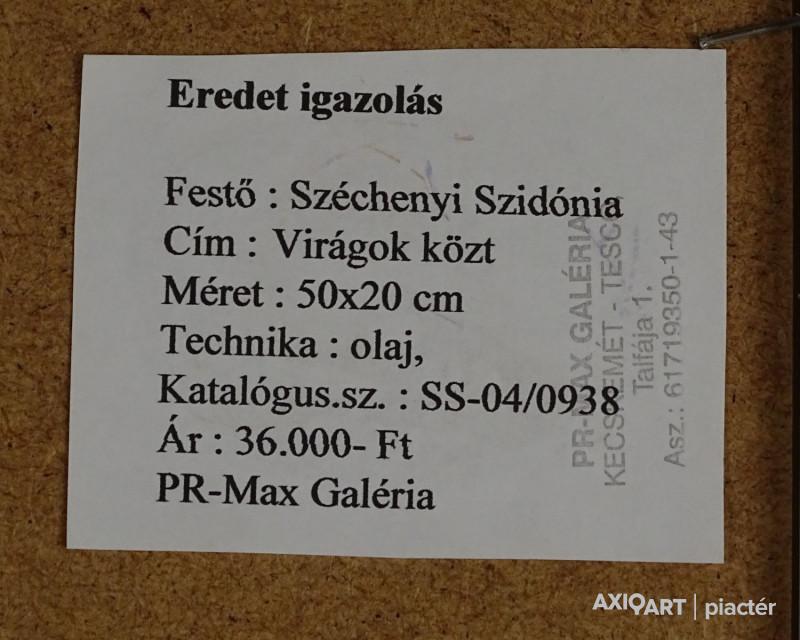 Eredet igazolás
Festő : Széchenyi Szidónia
Cím : Virágok közt
Méret : 50x20 cm
Technika : olaj,
Katalógus.sz. : SS-04/0938
Ár : 36.000- Ft
PR-Max Galéria
PR-MAX GALÉRIA
KECSKEMÉT - TESCO
Talfája 1.
Asz.: 61719350-1-43
AXIOART | piactér